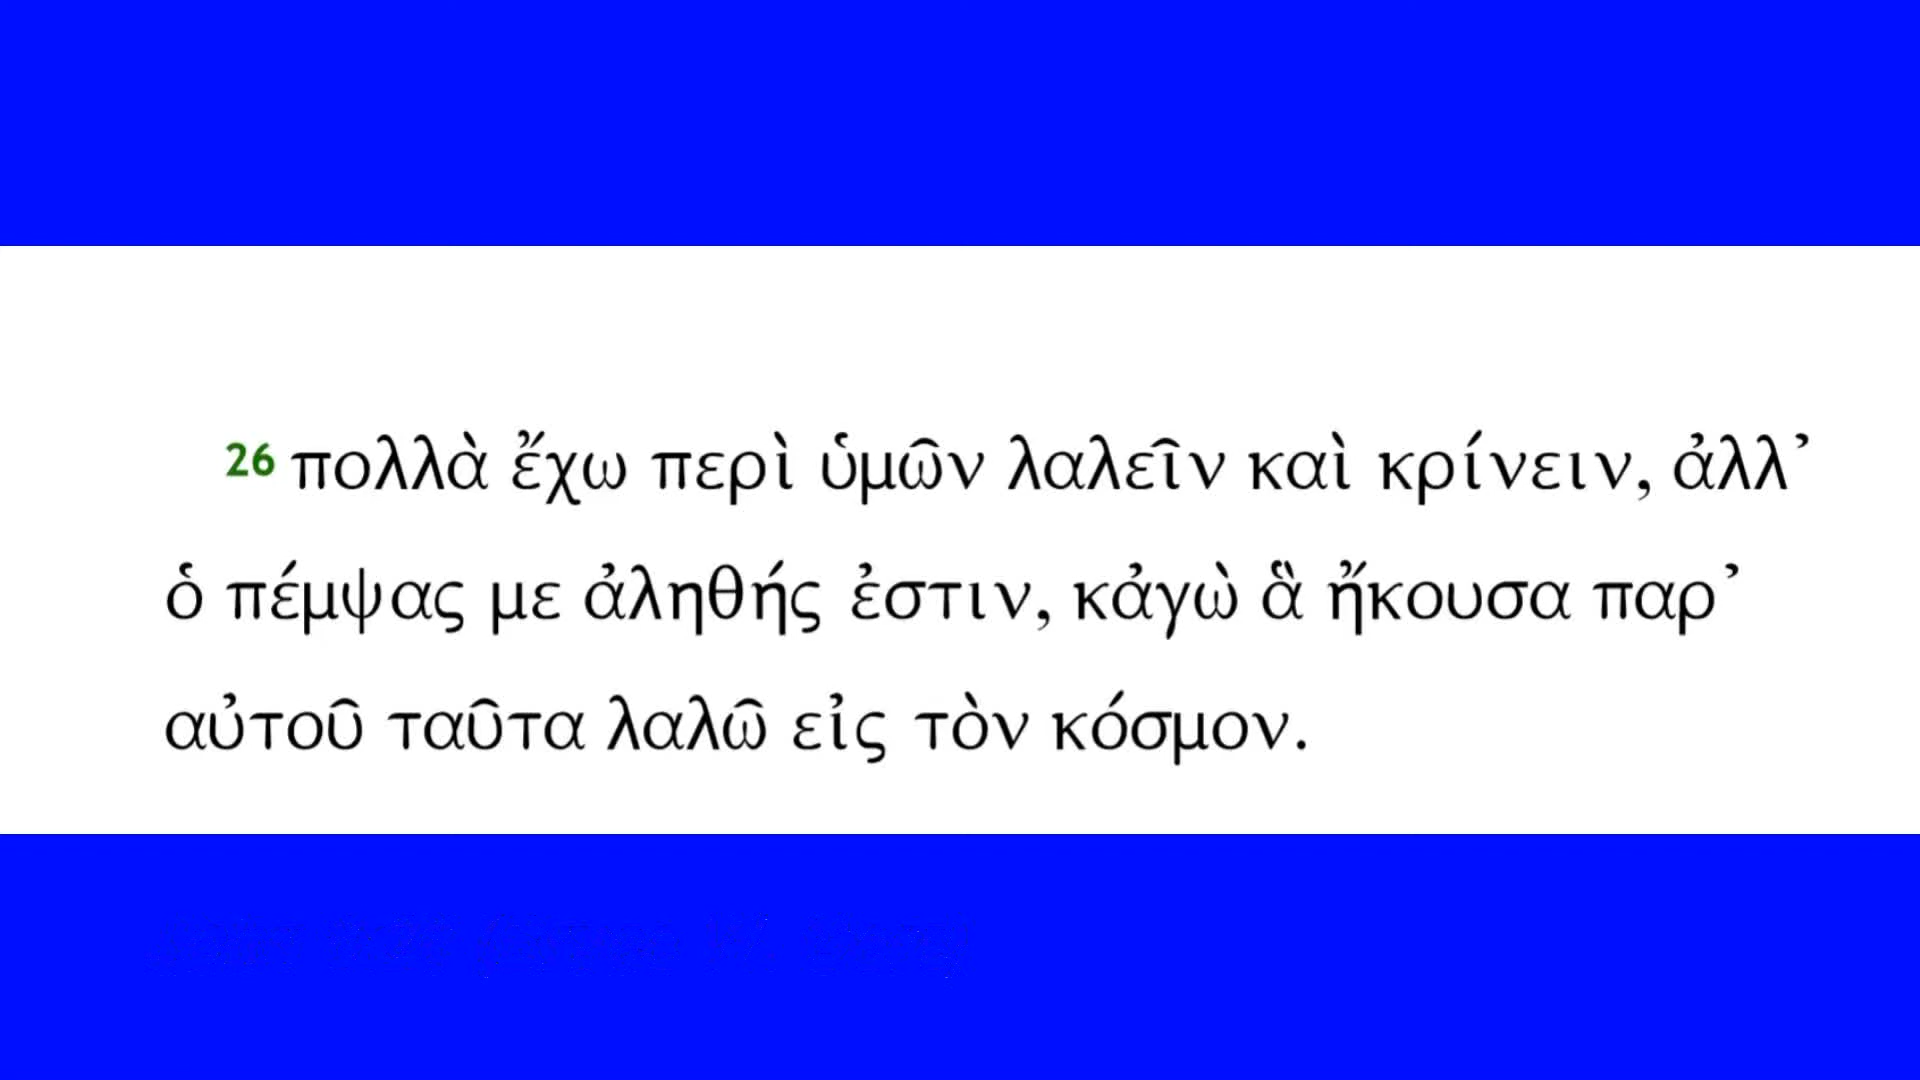 26 πολλὰ ἔχω περὶ ὑμῶν λαλεῖν καὶ κρίνειν, ἀλλ᾽
ὁ πέμψας με ἀληθής ἐστιν, κἀγὼ ἃ ἤκουσα παρ᾽
αὐτοῦ ταῦτα λαλῶ εἰς τὸν κόσμον.